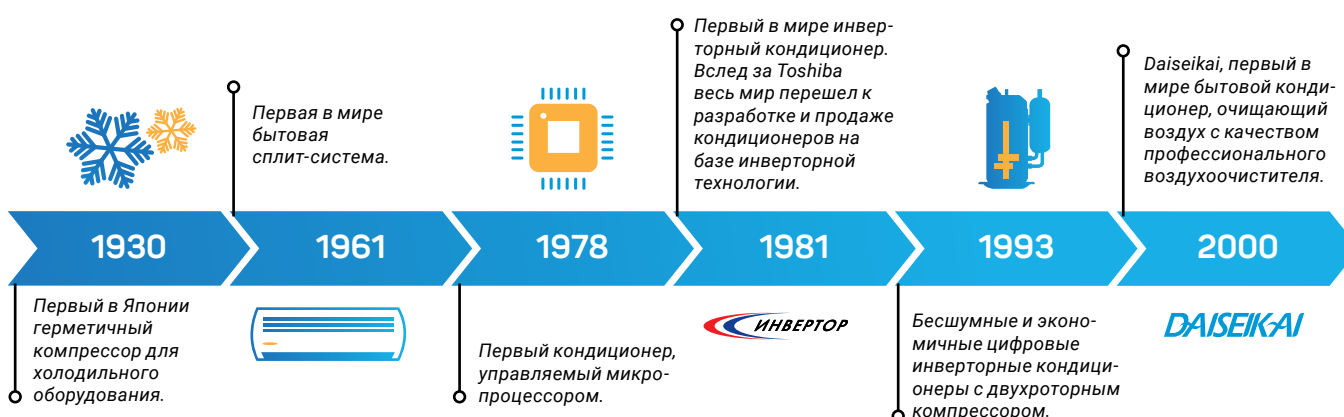 Первый в мире инвер-
торный кондиционер.
Вслед за Toshiba
весь мир перешел к
разработке и продаже
кондиционеров на
базе инверторной
технологии.
Daiseikai, первый в
мире бытовой конди-
ционер, очищающий
воздух с качеством
профессионального
воздухоочистителя.
Первая в мире
бытовая
сплит-система.
1930
1961
1978
1981
1993
2000
Первый в Японии
герметичный
компрессор для
холодильного
оборудования.
Первый кондиционер,
управляемый микро-
процессором.
ИНВЕРТОР
Бесшумные и эконо-
мичные цифровые
инверторные кондици-
онеры с двухроторным
компрессором.
DAISEIKAI